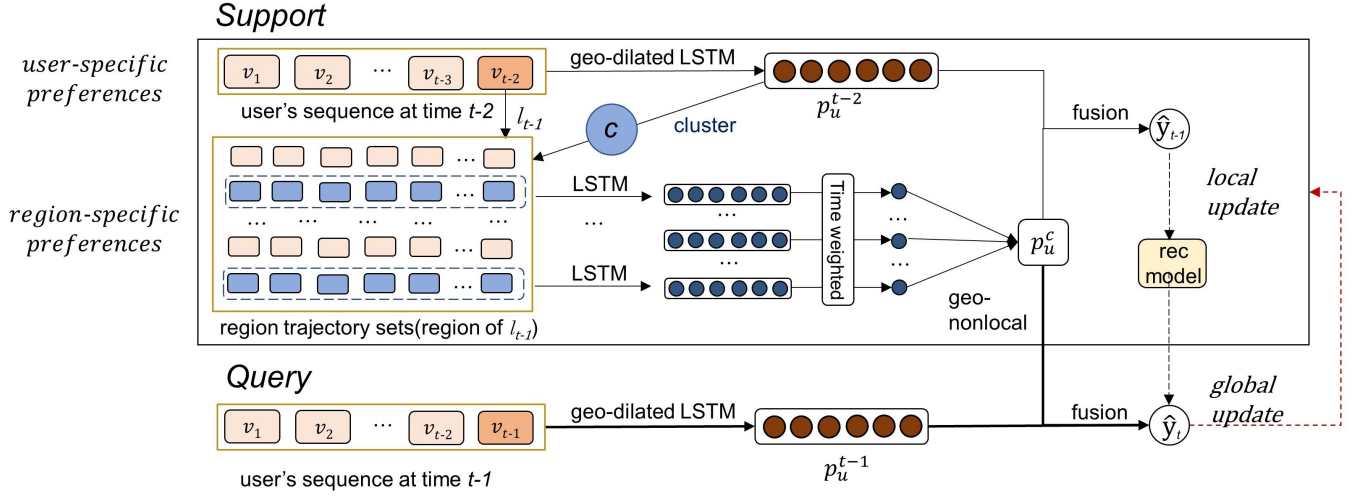 Support
user-specific
preferences
v₁ v₂ ⋯ vₜ₋₃ vₜ₋₂
geo-dilated LSTM
pᵤᵗ⁻²
user's sequence at time t-2
lₜ₋₁
c
cluster
fusion
ŷₜ₋₁
...
region-specific
preferences
LSTM
...
... ... ...
...
LSTM
...
...
...
Time weighted
...
...
pᵤᶜ
geo-
nonlocal
local
update
rec
model
region trajectory sets(region of lₜ₋₁)
Query
v₁ v₂ ⋯ vₜ₋₂ vₜ₋₁
geo-dilated LSTM
pᵤᵗ⁻¹
fusion
ŷₜ
global
update
user's sequence at time t-1